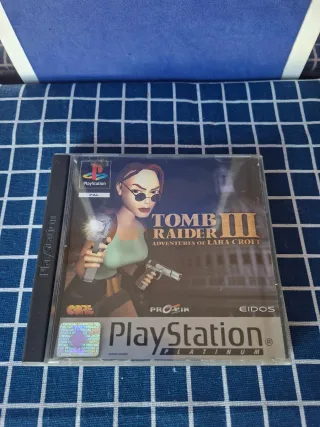 PlayStation
PlayStation
TOMB
RAIDER III
ADVENTURES OF LARA CROFT
CORE
PROEIN
EIDOS
PlayStation®
PLATINUM